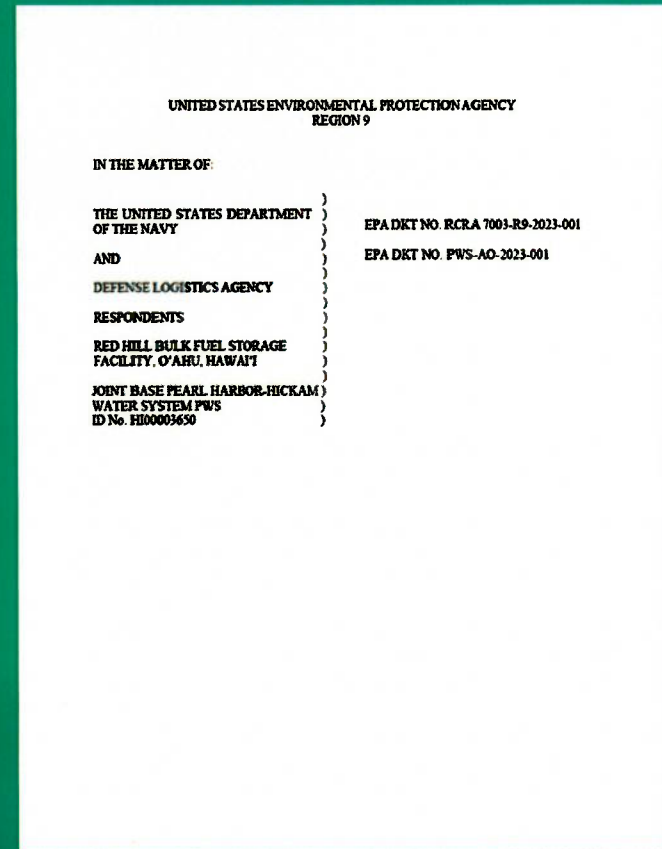 UNITED STATES ENVIRONMENTAL PROTECTION AGENCY
REGION 9
IN THE MATTER OF:
)
THE UNITED STATES DEPARTMENT )
OF THE NAVY )
)
AND )
)
DEFENSE LOGISTICS AGENCY )
)
RESPONDENTS )
)
RED HILL BULK FUEL STORAGE )
FACILITY, O'AHU, HAWAI'I )
)
JOINT BASE PEARL HARBOR-HICKAM )
WATER SYSTEM PWS )
ID No. HI00003650 )
EPA DKT NO. RCRA 7003-R9-2023-001
EPA DKT NO. PWS-AO-2023-001